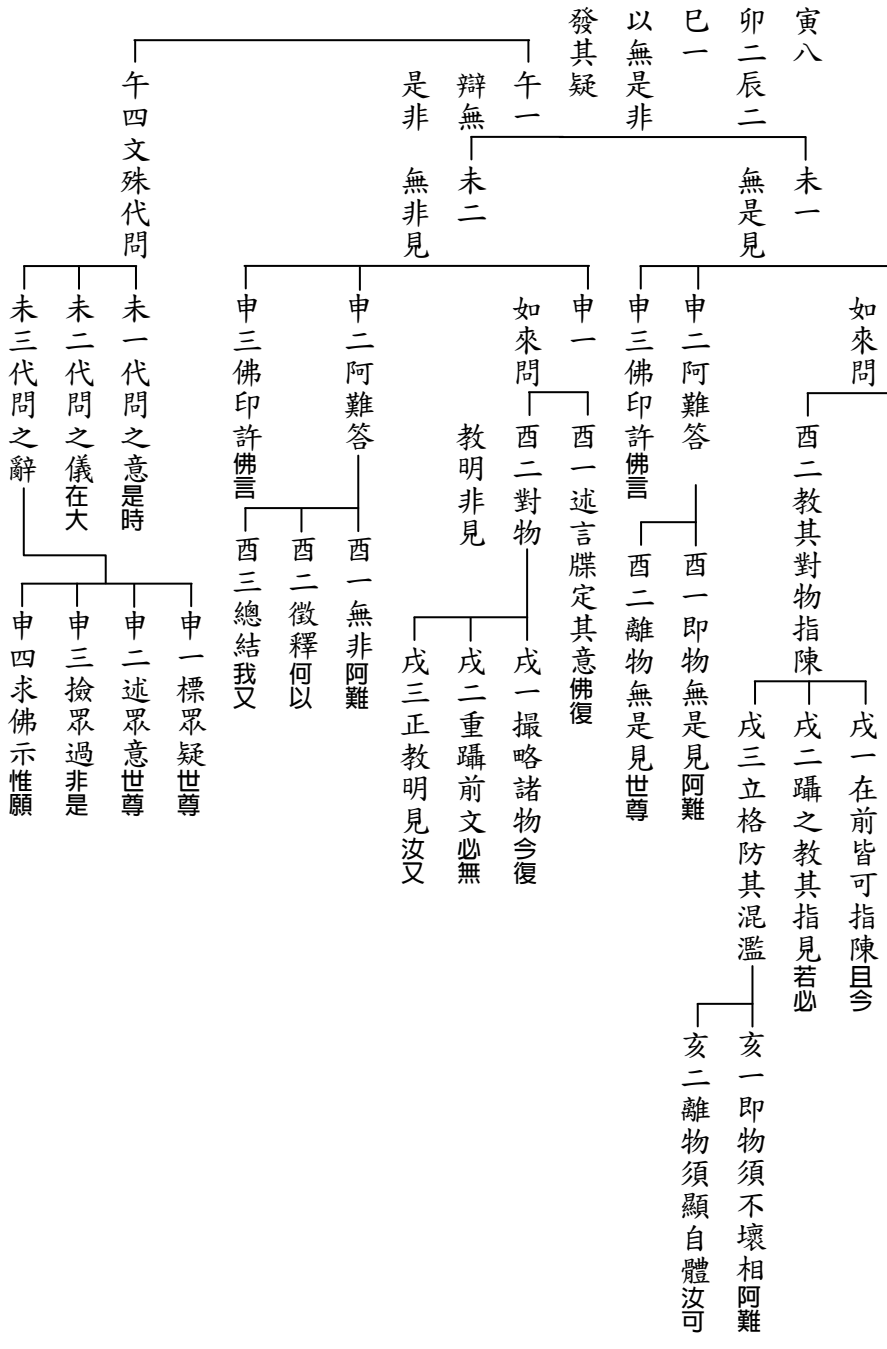 寅八
卯二辰二
巳一
以無是非
發其疑
午一
辯無
是非
未一
無是見
如來問
酉二教其對物指陳
戌一在前皆可指陳且今
戌二躡之教其指見若必
戌三立格防其混濫
亥一即物須不壞相阿難
亥二離物須顯自體汝可
申二阿難答
酉一即物無是見阿難
酉二離物無是見世尊
申三佛印許佛言
未二
無非見
申一
如來問
酉一述言牒定其意佛復
酉二對物
教明非見
戌一撮略諸物今復
戌二重躡前文必無
戌三正教明見汝又
申二阿難答
酉一無非阿難
酉二徵釋何以
酉三總結我又
申三佛印許佛言
午四文殊代問
未一代問之意是時
未二代問之儀在大
未三代問之辭
申一標眾疑世尊
申二述眾意世尊
申三撿眾過非是
申四求佛示惟願